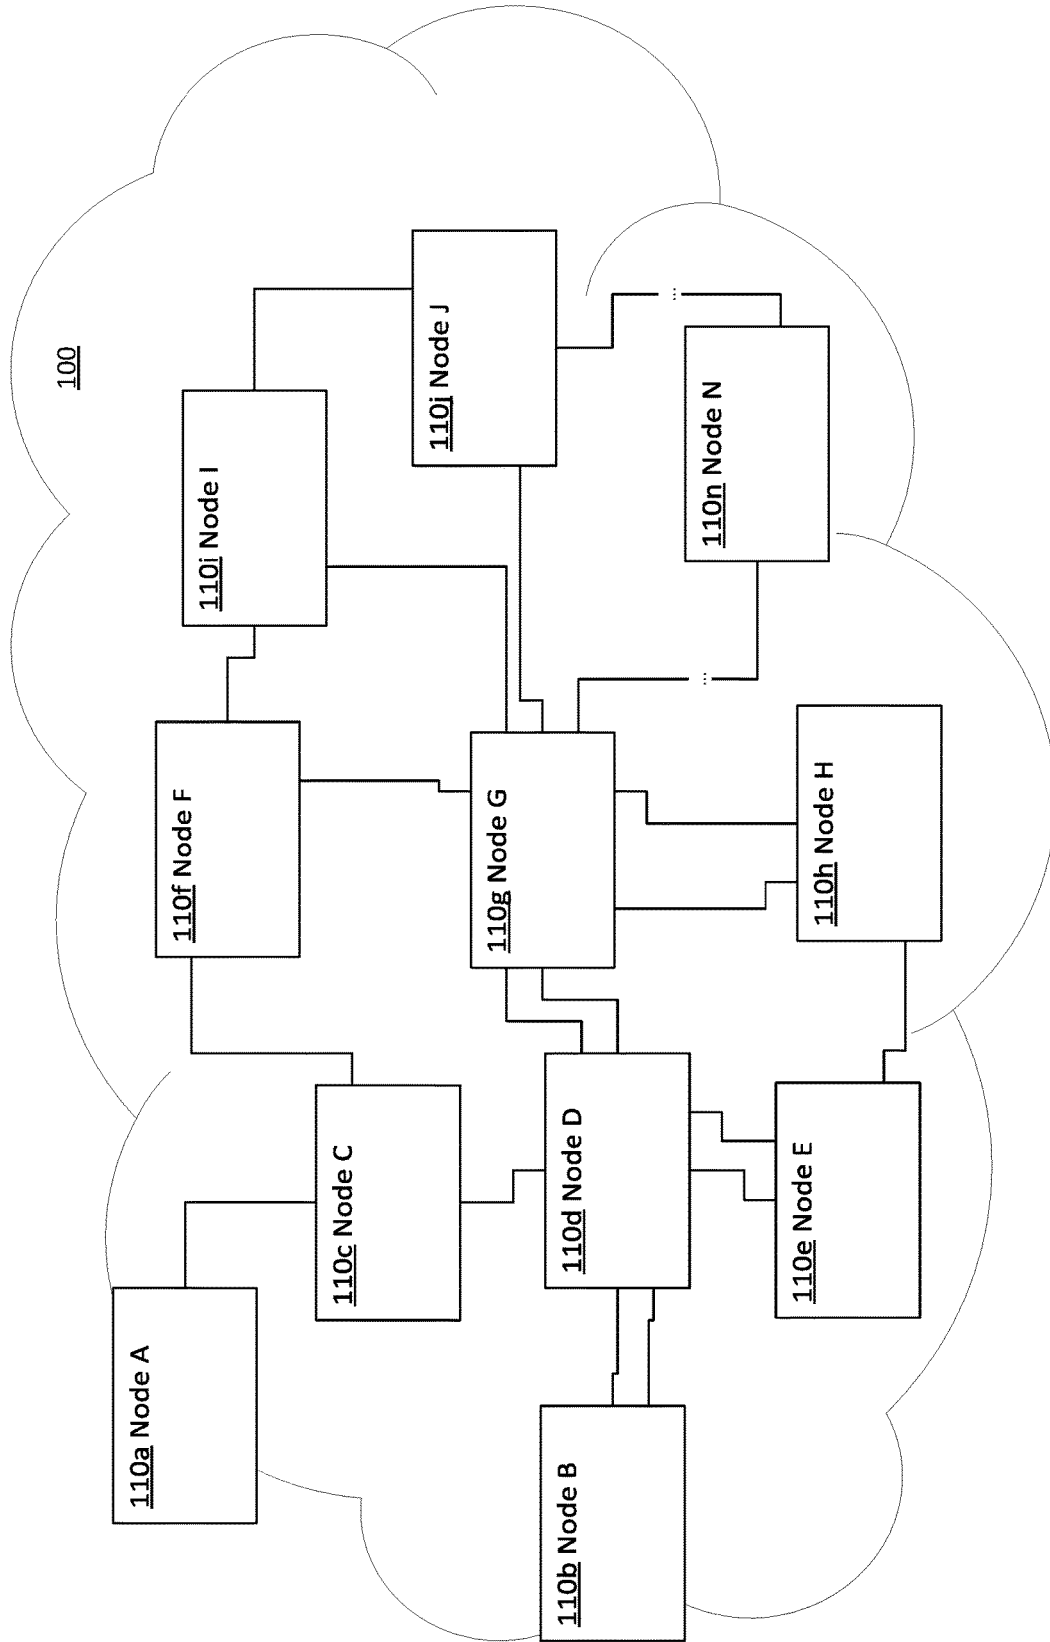 100
110a Node A
110b Node B
110c Node C
110d Node D
110e Node E
110f Node F
110g Node G
110h Node H
110i Node I
110j Node J
...
...
110n Node N